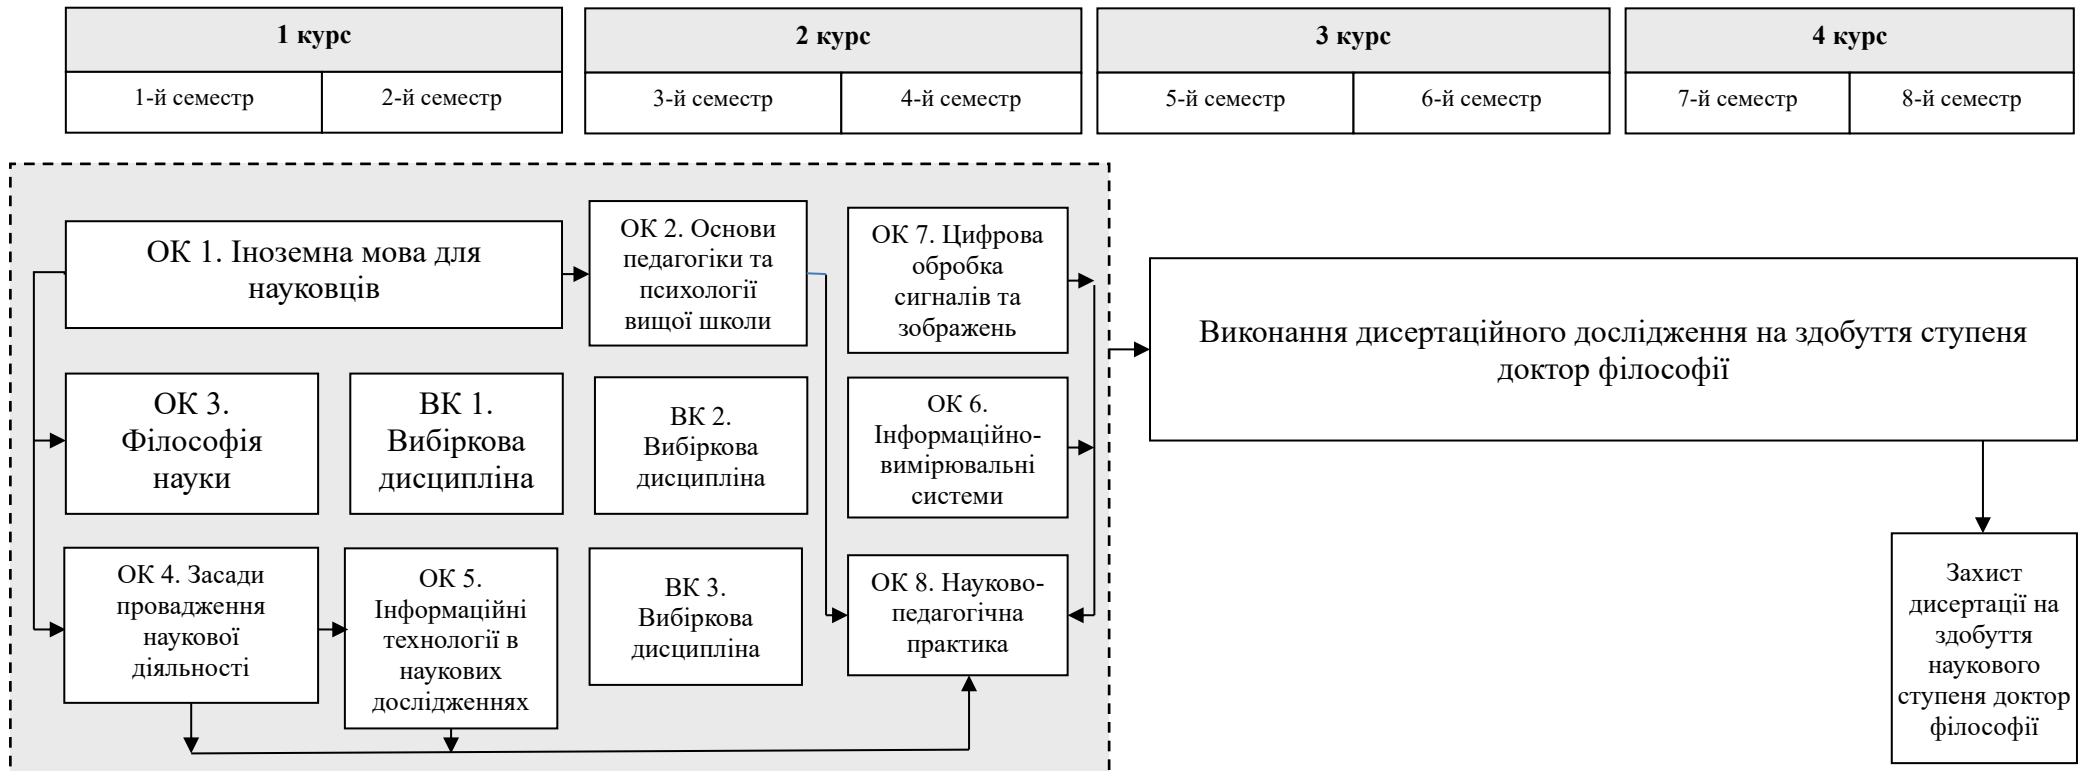 1 курс
2 курс
3 курс
4 курс
1-й семестр
2-й семестр
3-й семестр
4-й семестр
5-й семестр
6-й семестр
7-й семестр
8-й семестр
ОК 1. Іноземна мова для
науковців
ОК 2. Основи
педагогіки та
психології
вищої школи
ОК 7. Цифрова
обробка
сигналів та
зображень
Виконання дисертаційного дослідження на здобуття ступеня
доктор філософії
ОК 3.
Філософія
науки
ВК 1.
Вибіркова
дисципліна
ВК 2.
Вибіркова
дисципліна
ОК 6.
Інформаційно-
вимірювальні
системи
ОК 4. Засади
провадження
наукової
діяльності
ОК 5.
Інформаційні
технології в
наукових
дослідженнях
ВК 3.
Вибіркова
дисципліна
ОК 8. Науково-
педагогічна
практика
Захист
дисертації на
здобуття
наукового
ступеня доктор
філософії